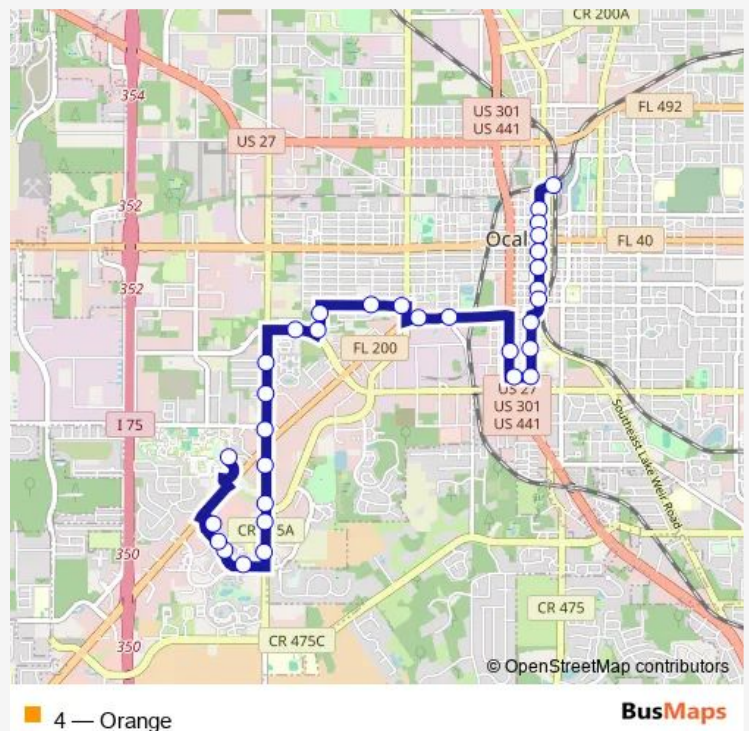 CR 200A
354
US 301
US 441
FL 492
US 27
352
Ocal
FL 40
352
FL 200
US 27
US 301
US 441
I 75
Southeast Lake Weir Road
CR 5A
350
CR 475
350
CR 475C
© OpenStreetMap contributors
4 — Orange
BusMaps